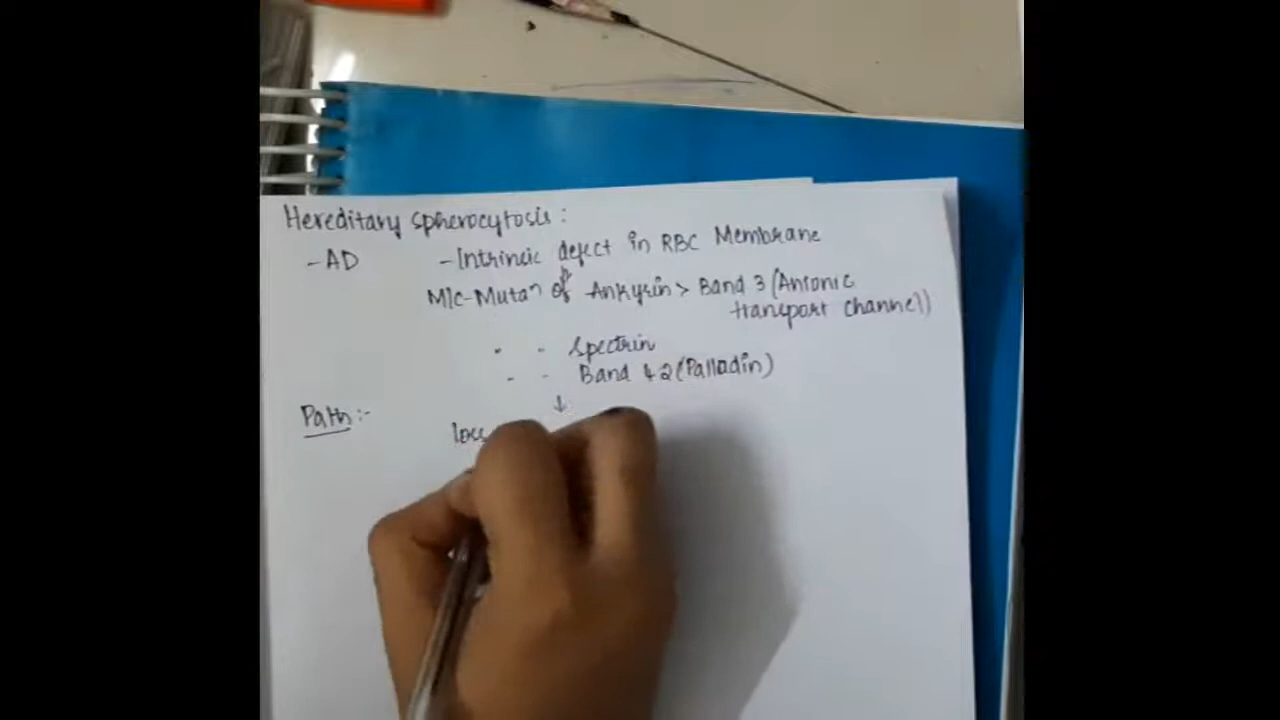 Hereditary Spherocytosis:
-AD -Intrinsic defect in RBC Membrane
M/c-Mutan of Ankyrin > Band 3 (Anionic
transport channel)
" - Spectrin
" - Band 4.2 (Palladin)
↓
Path:-
loss